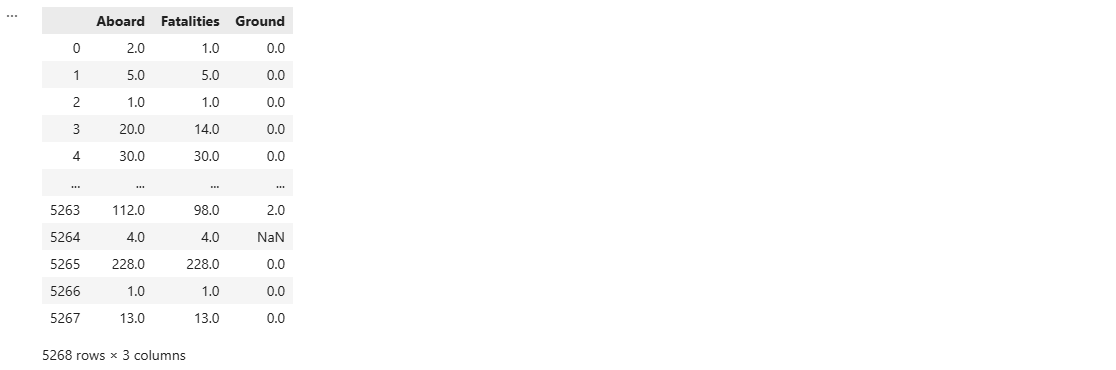 ...
Aboard Fatalities Ground
0 2.0 1.0 0.0
1 5.0 5.0 0.0
2 1.0 1.0 0.0
3 20.0 14.0 0.0
4 30.0 30.0 0.0
... ... ... ...
5263 112.0 98.0 2.0
5264 4.0 4.0 NaN
5265 228.0 228.0 0.0
5266 1.0 1.0 0.0
5267 13.0 13.0 0.0
5268 rows × 3 columns